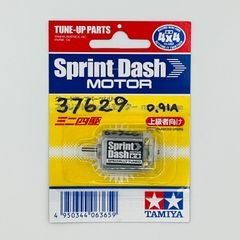 TUNE-UP PARTS
4x4
Sprint Dash
MOTOR
37629
0.91A
ミニ四駆
上級者向け
Sprint
Dash
4 950344 063659
TAMIYA